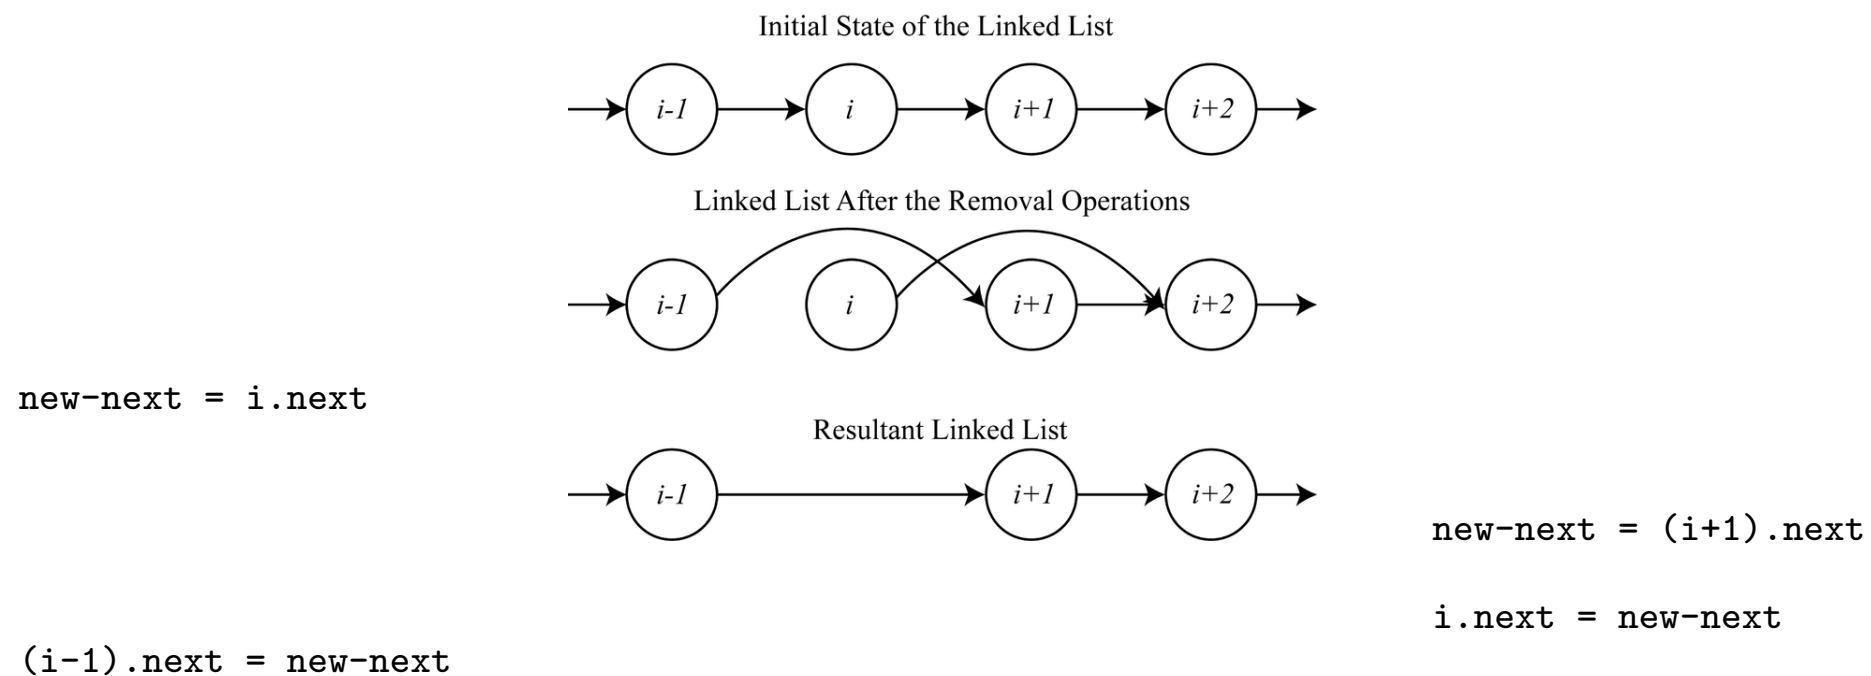 Initial State of the Linked List
i-1 i i+1 i+2
Linked List After the Removal Operations
i-1 i i+1 i+2
new-next = i.next
Resultant Linked List
i-1 i+1 i+2
new-next = (i+1).next
i.next = new-next
(i-1).next = new-next